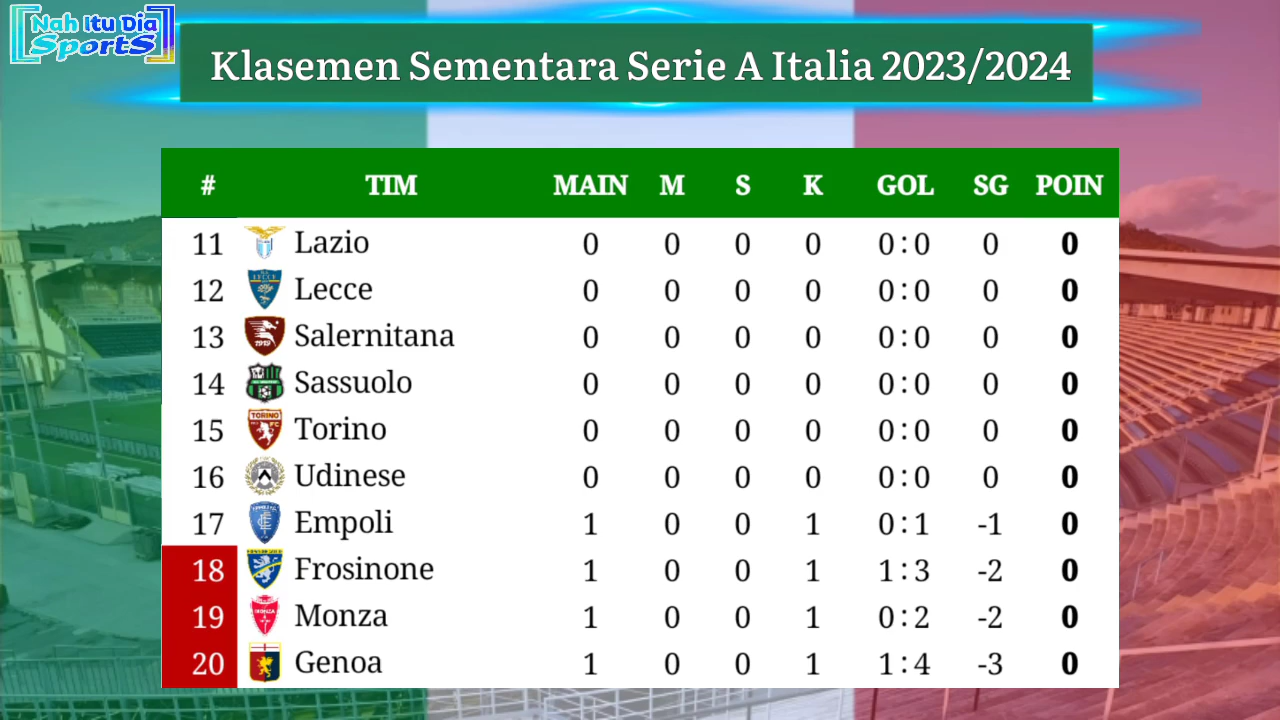 Nah Itu Dia
SportS
Klasemen Sementara Serie A Italia 2023/2024
# TIM MAIN M S K GOL SG POIN
11 Lazio 0 0 0 0 0:0 0 0
12 Lecce 0 0 0 0 0:0 0 0
13 Salernitana 0 0 0 0 0:0 0 0
14 Sassuolo 0 0 0 0 0:0 0 0
15 Torino 0 0 0 0 0:0 0 0
16 Udinese 0 0 0 0 0:0 0 0
17 Empoli 1 0 0 1 0:1 -1 0
18 Frosinone 1 0 0 1 1:3 -2 0
19 Monza 1 0 0 1 0:2 -2 0
20 Genoa 1 0 0 1 1:4 -3 0